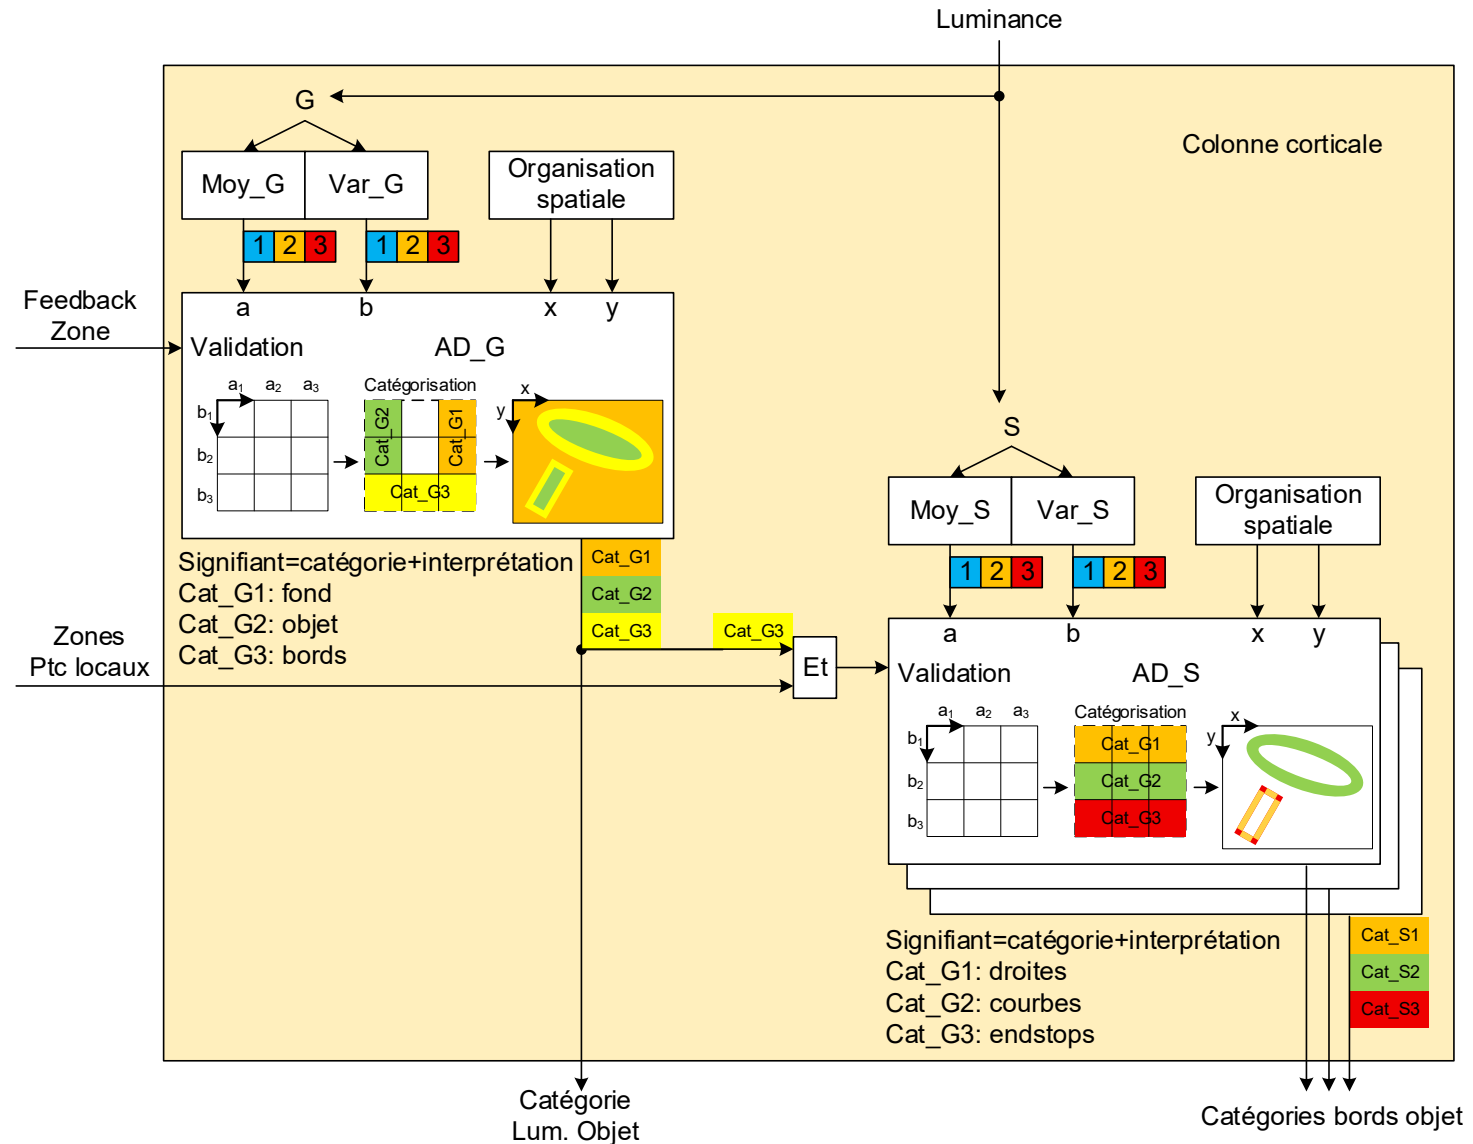 Luminance
Colonne corticale
G
Moy_G
Var_G
Organisation
spatiale
1 2 3
1 2 3
Feedback
Zone
a
b
x
y
Validation
AD_G
a1 a2 a3
b1
b2
b3
Catégorisation
Cat_G2
Cat_G1
Cat_G3
x
y
Signifiant=catégorie+interprétation
Cat_G1: fond
Cat_G2: objet
Cat_G3: bords
Cat_G1
Cat_G2
Cat_G3
Cat_G3
Zones
Ptc locaux
Et
S
Moy_S
Var_S
Organisation
spatiale
1 2 3
1 2 3
a
b
x
y
Validation
AD_S
a1 a2 a3
b1
b2
b3
Catégorisation
Cat_G1
Cat_G2
Cat_G3
x
y
Signifiant=catégorie+interprétation
Cat_G1: droites
Cat_G2: courbes
Cat_G3: endstops
Cat_S1
Cat_S2
Cat_S3
Catégorie
Lum. Objet
Catégories bords objet